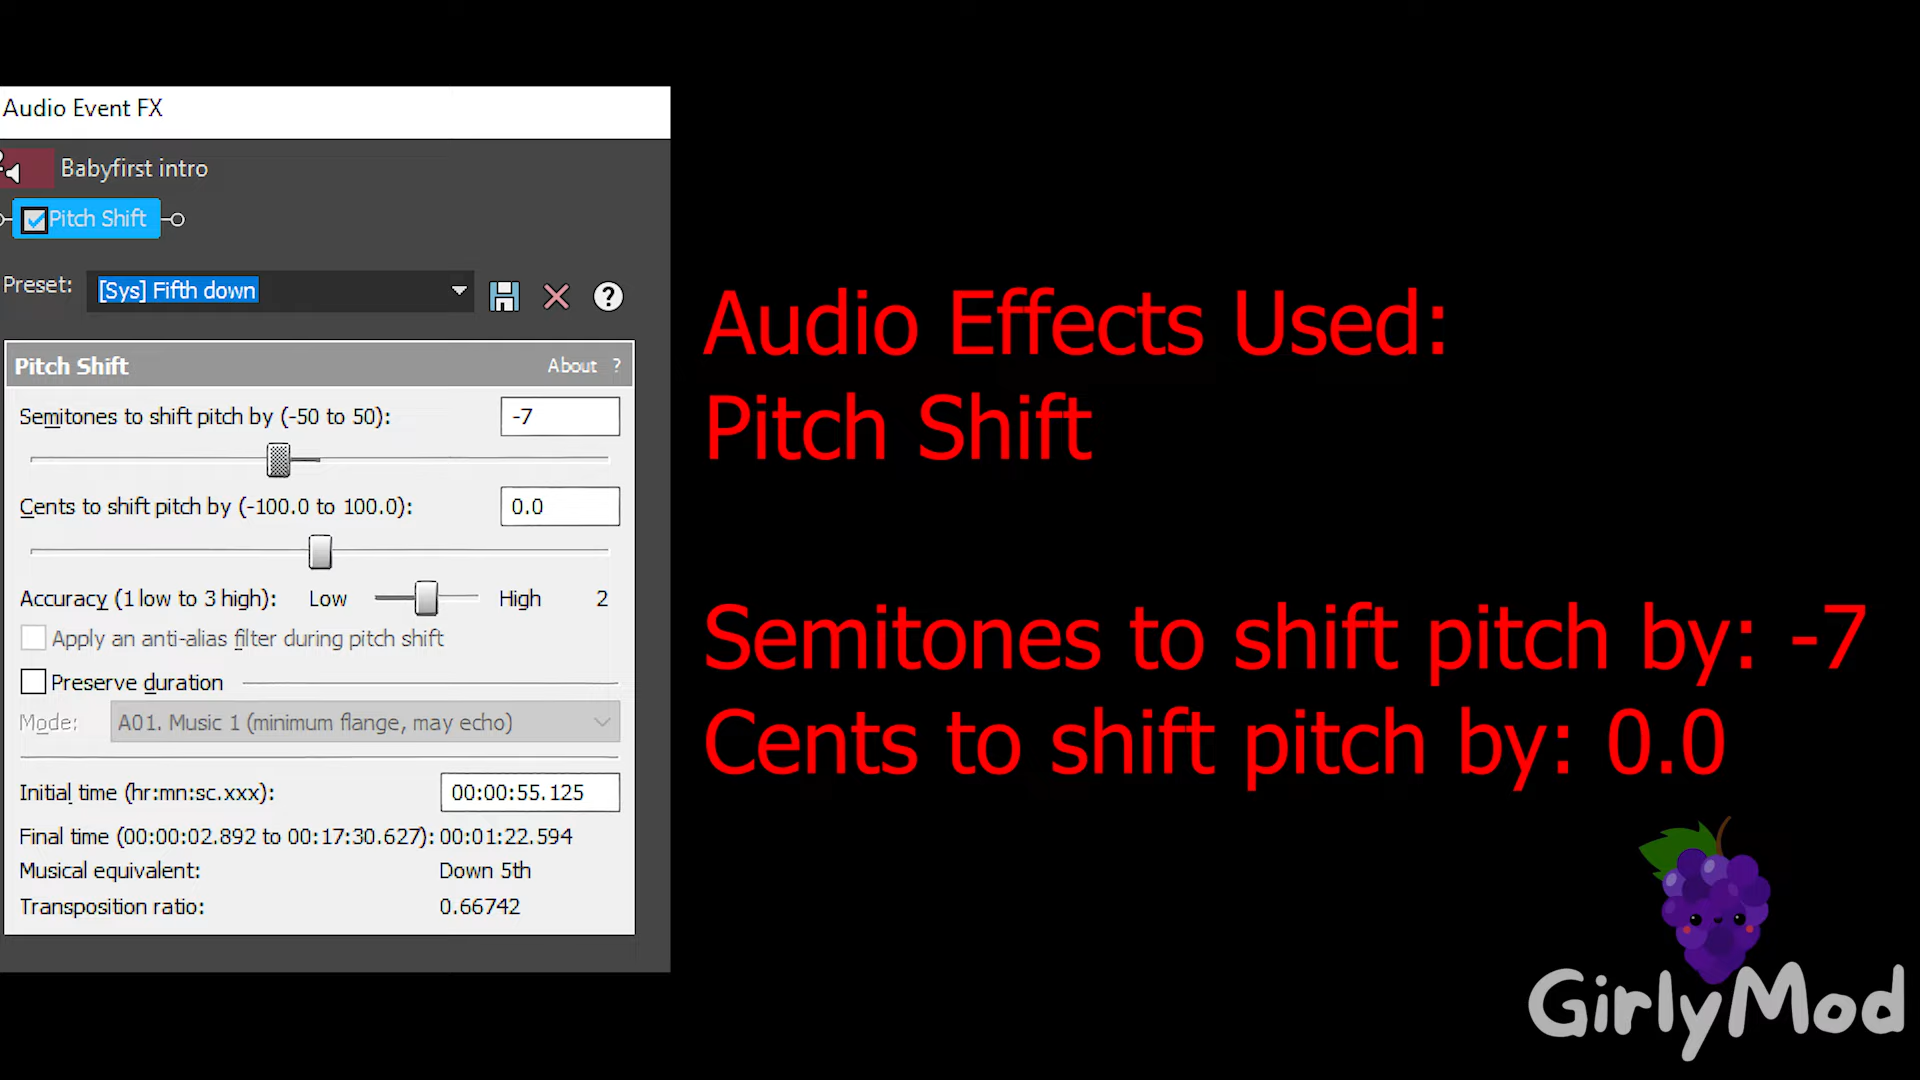 Audio Event FX
Babyfirst intro
Pitch Shift
Preset: [Sys] Fifth down
Pitch Shift About ?
Semitones to shift pitch by (-50 to 50): -7
Cents to shift pitch by (-100.0 to 100.0): 0.0
Accuracy (1 low to 3 high): Low High 2
Apply an anti-alias filter during pitch shift
Preserve duration
Mode: A01. Music 1 (minimum flange, may echo)
Initial time (hr:mn:sc.xxx): 00:00:55.125
Final time (00:00:02.892 to 00:17:30.627): 00:01:22.594
Musical equivalent: Down 5th
Transposition ratio: 0.66742
Audio Effects Used:
Pitch Shift
Semitones to shift pitch by: -7
Cents to shift pitch by: 0.0
GirlyMod